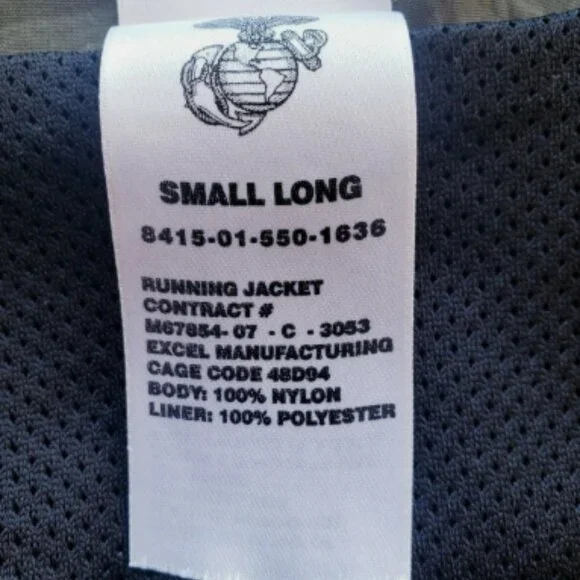 SMALL LONG
8415-01-550-1636
RUNNING JACKET
CONTRACT #
M67854- 07 - C - 3053
EXCEL MANUFACTURING
CAGE CODE 48D94
BODY: 100% NYLON
LINER: 100% POLYESTER